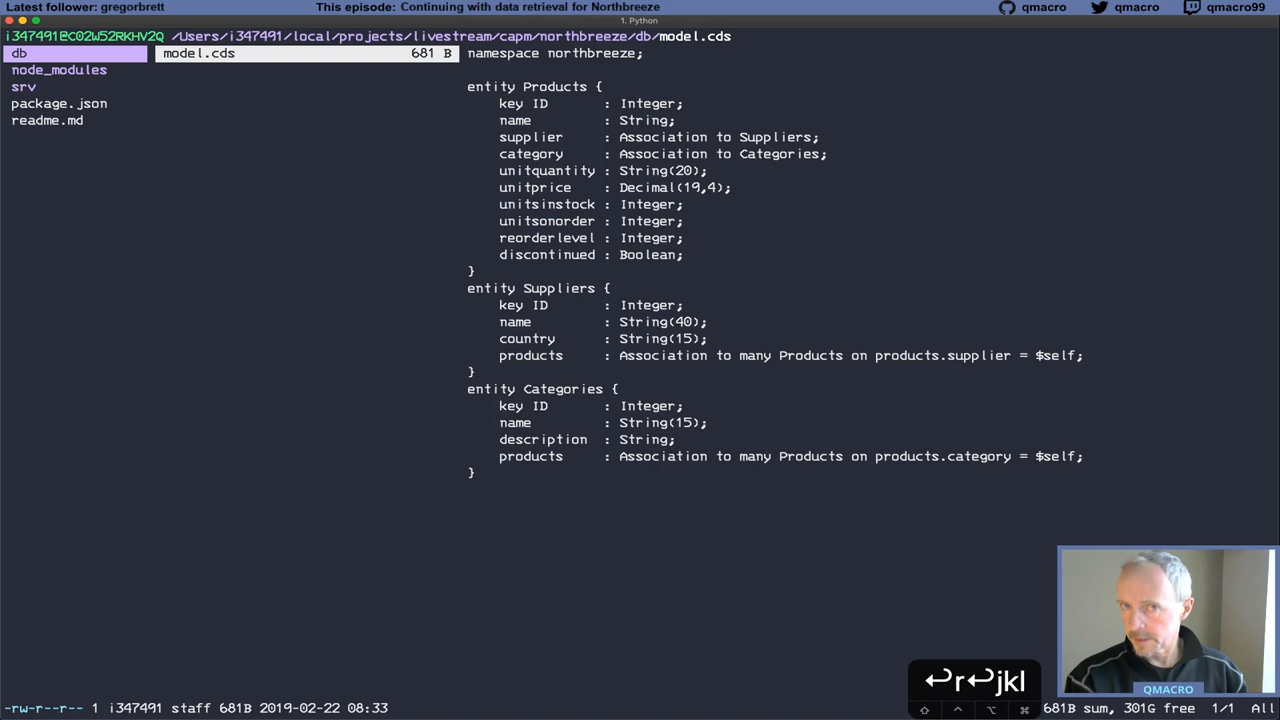 Latest follower: gregorbrett This episode: Continuing with data retrieval for Northbreeze qmacro qmacro qmacro99
1. Python
i347491@C02W52RKHV2Q /Users/i347491/local/projects/livestream/capm/northbreeze/db/model.cds
db model.cds 681 B namespace northbreeze;
node_modules
srv entity Products {
package.json key ID : Integer;
readme.md name : String;
supplier : Association to Suppliers;
category : Association to Categories;
unitquantity : String(20);
unitprice : Decimal(19,4);
unitsinstock : Integer;
unitsonorder : Integer;
reorderlevel : Integer;
discontinued : Boolean;
}
entity Suppliers {
key ID : Integer;
name : String(40);
country : String(15);
products : Association to many Products on products.supplier = $self;
}
entity Categories {
key ID : Integer;
name : String(15);
description : String;
products : Association to many Products on products.category = $self;
}
↩r↩jkl
⇧ ^ ⌥ ⌘
QMACRO
-rw-r--r-- 1 i347491 staff 681B 2019-02-22 08:33 681B sum, 301G free 1/1 All